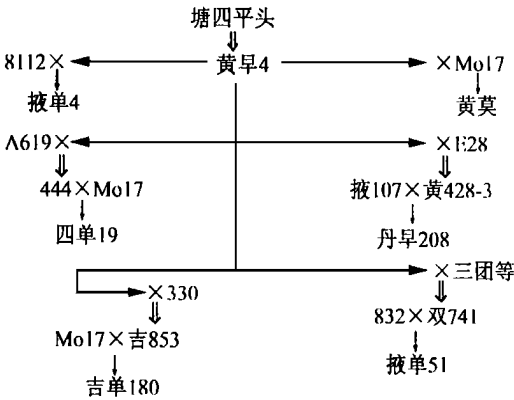 塘四平头
8112× 黄早4 ×Mo17
掖单4 黄莫
A619× ×E28
444×Mo17 掖107×黄428-3
四单19 丹早208
×330 ×三团等
Mo17×吉853 832×双741
吉单180 掖单51